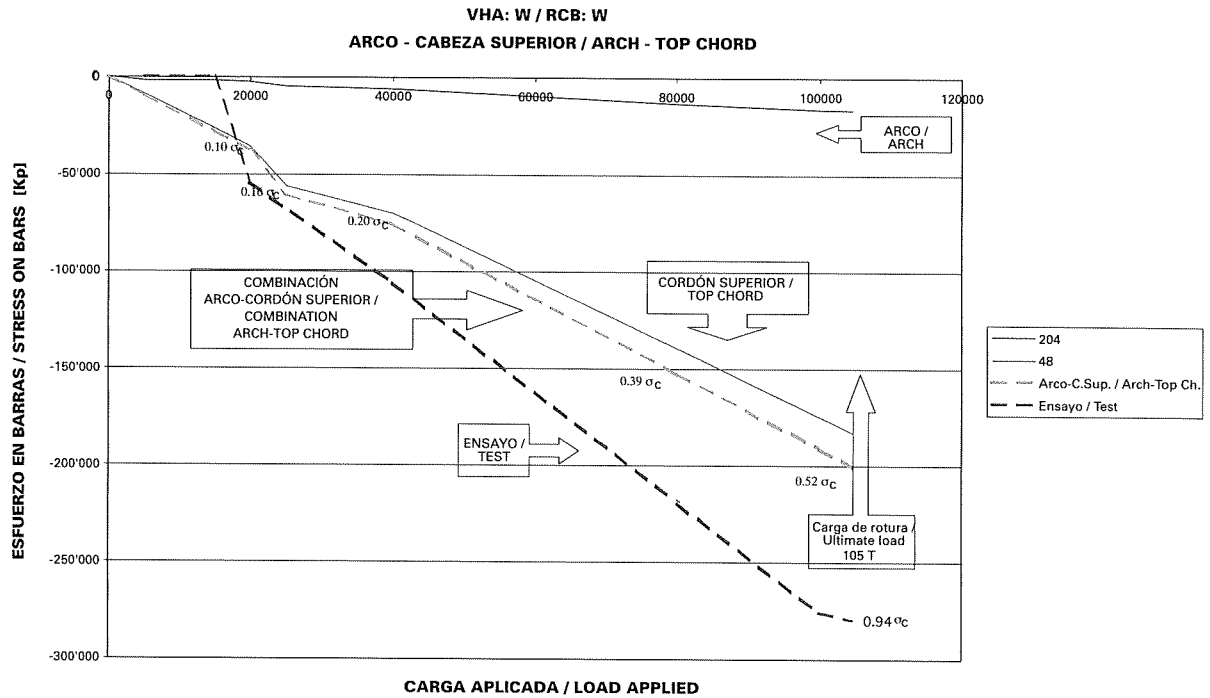 VHA: W / RCB: W
ARCO - CABEZA SUPERIOR / ARCH - TOP CHORD
ESFUERZO EN BARRAS / STRESS ON BARS [Kp]
0
-50'000
-100'000
-150'000
-200'000
-250'000
-300'000
0
20000
40000
60000
80000
100000
120000
0.10 σc
0.16 σc
0.20 σc
0.39 σc
0.52 σc
0.94 σc
ARCO /
ARCH
COMBINACIÓN
ARCO-CORDÓN SUPERIOR /
COMBINATION
ARCH-TOP CHORD
CORDÓN SUPERIOR /
TOP CHORD
ENSAYO /
TEST
Carga de rotura /
Ultimate load
105 T
204
48
Arco-C.Sup. / Arch-Top Ch.
Ensayo / Test
CARGA APLICADA / LOAD APPLIED